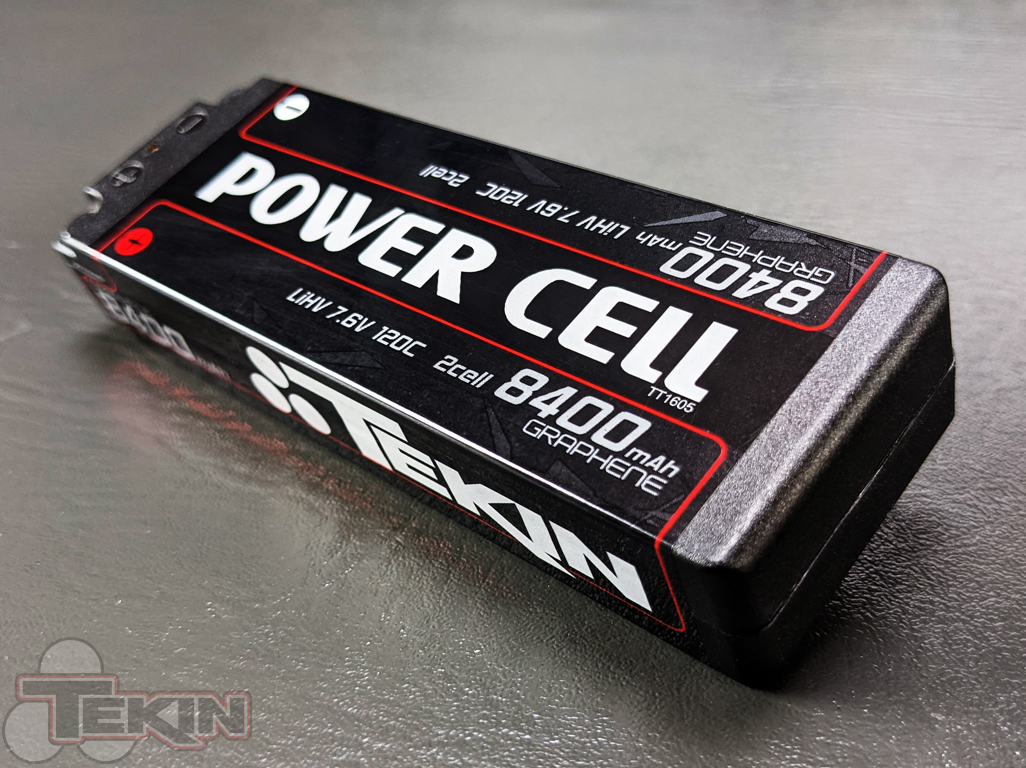 POWER CELL
TT1605
8400mAh LiHV 7.6V 120C 2cell
GRAPHENE
LiHV 7.6V 120C 2cell 8400mAh
GRAPHENE
8400
TEKIN
TEKIN